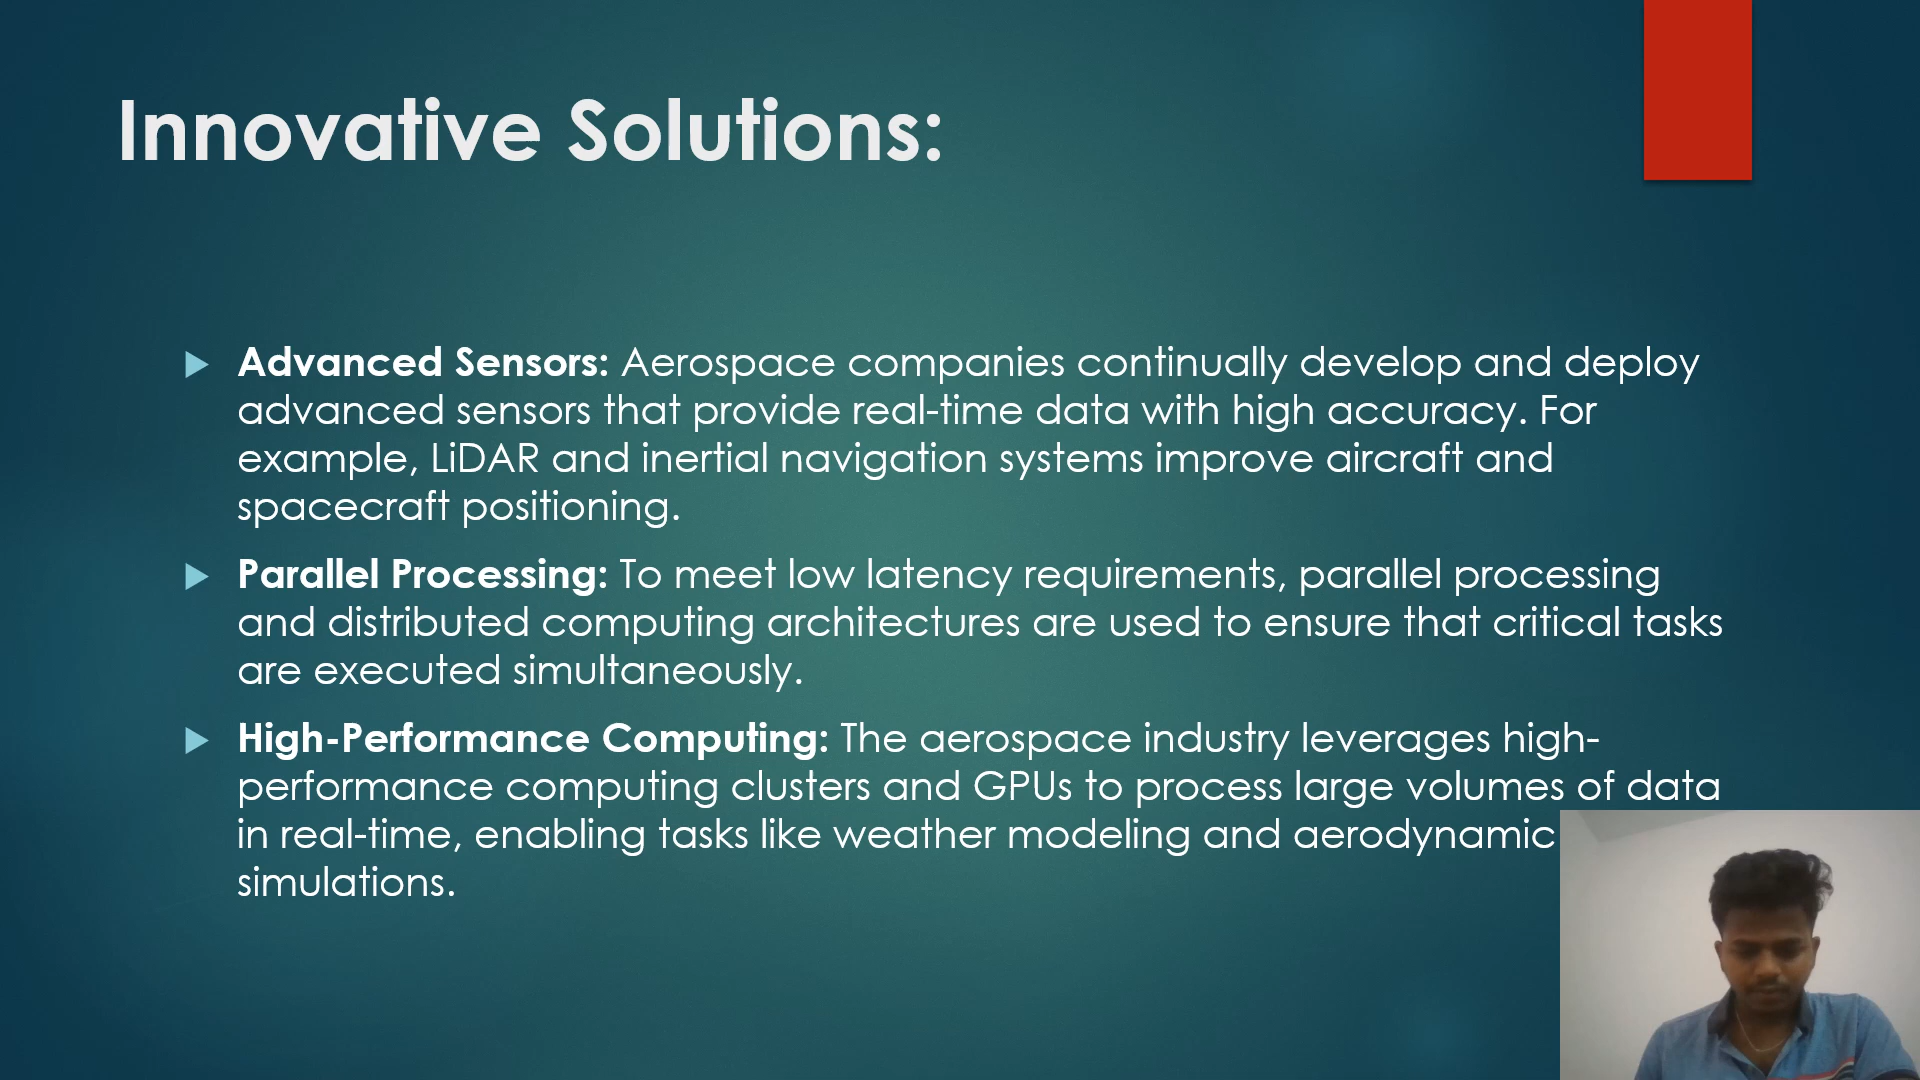 Innovative Solutions:
Advanced Sensors: Aerospace companies continually develop and deploy
advanced sensors that provide real-time data with high accuracy. For
example, LiDAR and inertial navigation systems improve aircraft and
spacecraft positioning.
Parallel Processing: To meet low latency requirements, parallel processing
and distributed computing architectures are used to ensure that critical tasks
are executed simultaneously.
High-Performance Computing: The aerospace industry leverages high-
performance computing clusters and GPUs to process large volumes of data
in real-time, enabling tasks like weather modeling and aerodynamic
simulations.